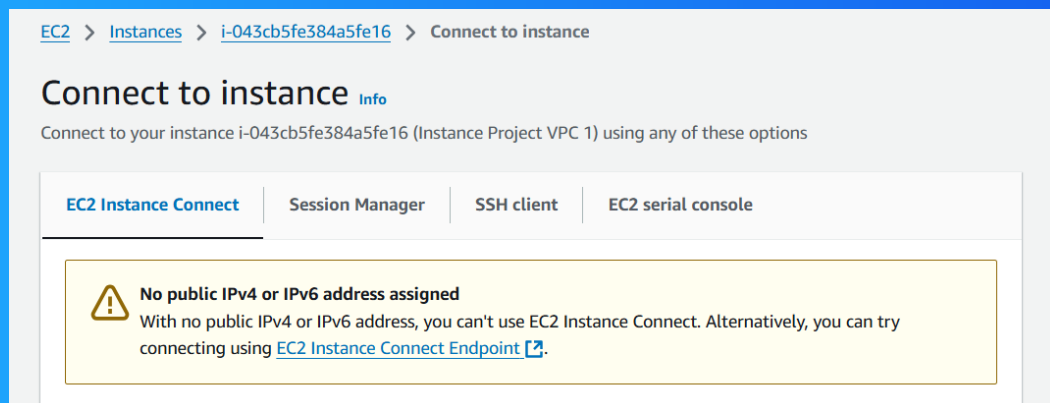 EC2 > Instances > i-043cb5fe384a5fe16 > Connect to instance
Connect to instance Info
Connect to your instance i-043cb5fe384a5fe16 (Instance Project VPC 1) using any of these options
EC2 Instance Connect Session Manager SSH client EC2 serial console
No public IPv4 or IPv6 address assigned
With no public IPv4 or IPv6 address, you can't use EC2 Instance Connect. Alternatively, you can try
connecting using EC2 Instance Connect Endpoint.